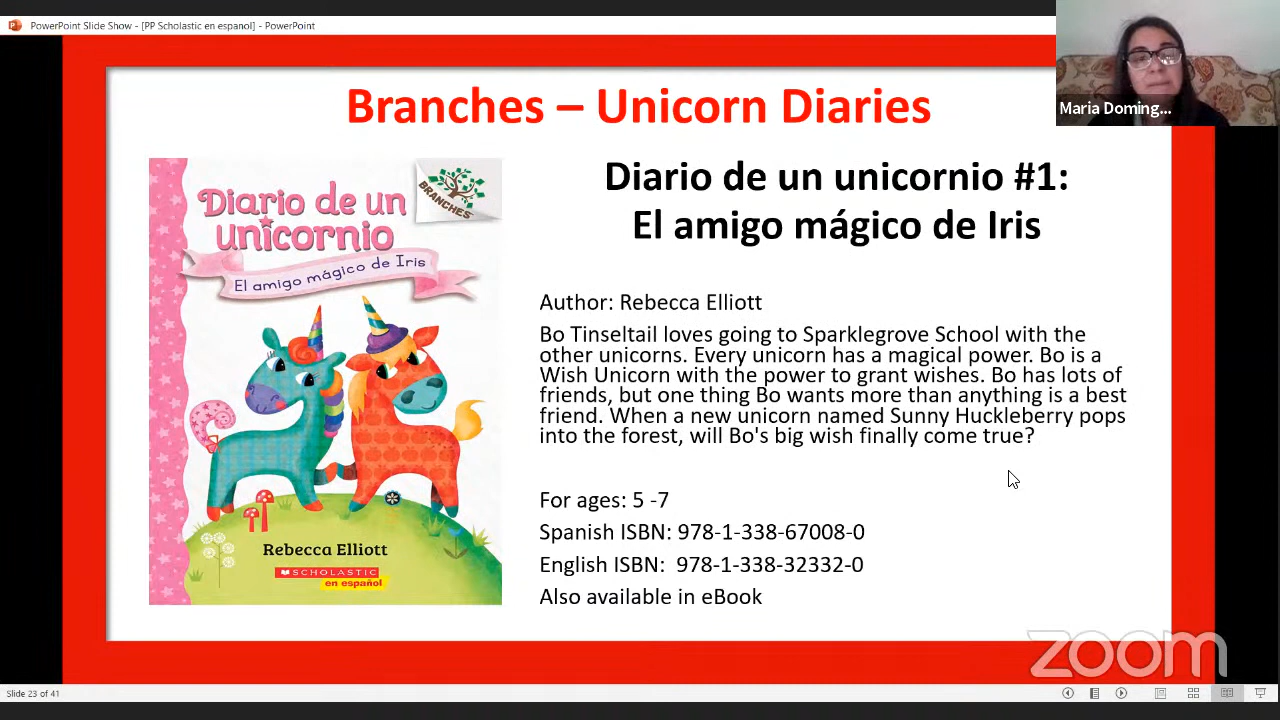 PowerPoint Slide Show - [PP Scholastic en espanol] - PowerPoint
Maria Doming...
Branches – Unicorn Diaries
Diario de un unicornio #1:
El amigo mágico de Iris
Diario de un
unicornio
BRANCHES
El amigo mágico de Iris
Rebecca Elliott
SCHOLASTIC
en español
Author: Rebecca Elliott
Bo Tinseltail loves going to Sparklegrove School with the
other unicorns. Every unicorn has a magical power. Bo is a
Wish Unicorn with the power to grant wishes. Bo has lots of
friends, but one thing Bo wants more than anything is a best
friend. When a new unicorn named Sunny Huckleberry pops
into the forest, will Bo's big wish finally come true?
For ages: 5 -7
Spanish ISBN: 978-1-338-67008-0
English ISBN:  978-1-338-32332-0
Also available in eBook
zoom
Slide 23 of 41